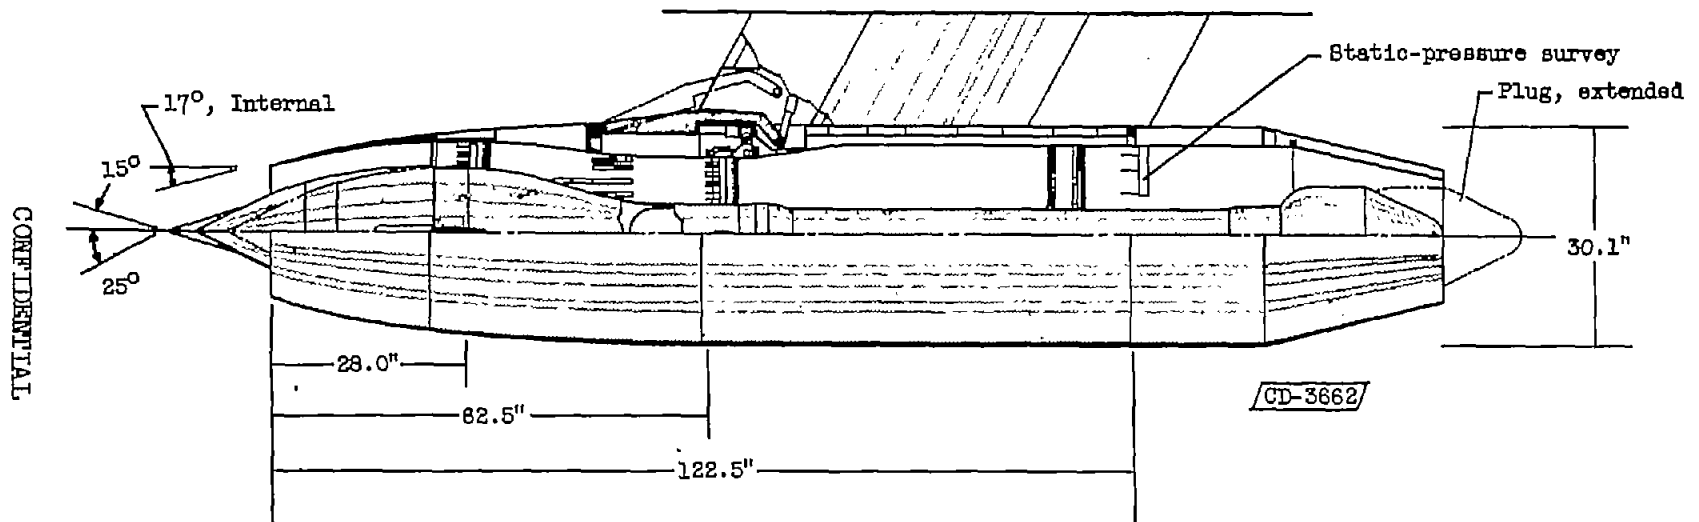 Static-pressure survey
Plug, extended
17°, Internal
15°
25°
CONFIDENTIAL
30.1"
28.0"
62.5"
122.5"
CD-3662